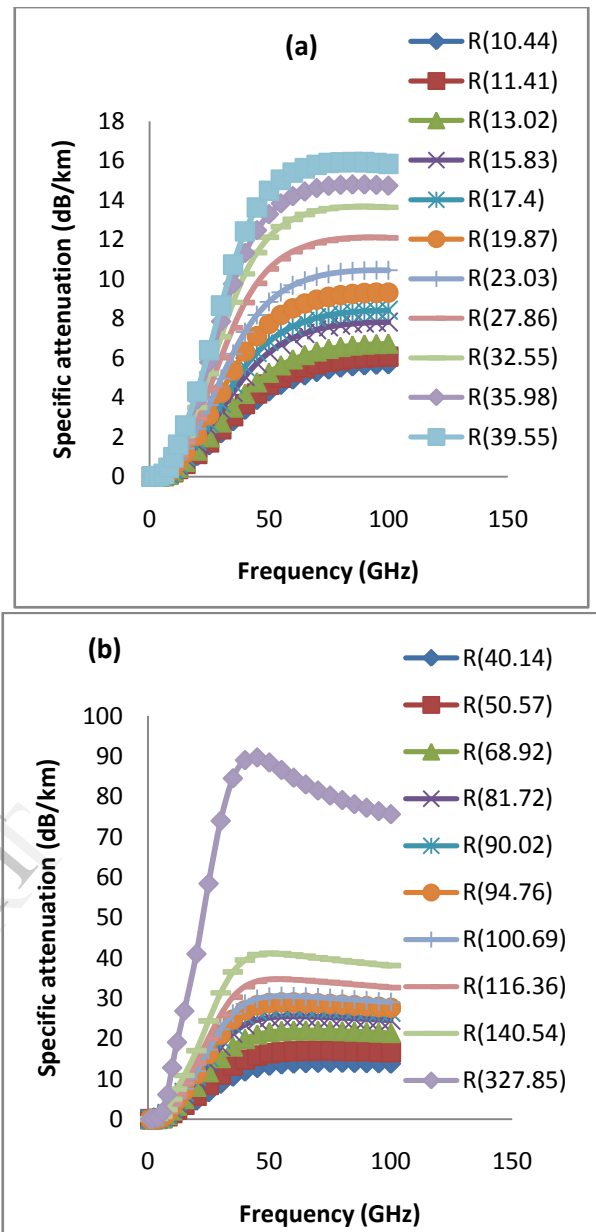 (a)
R(10.44)
R(11.41)
R(13.02)
R(15.83)
R(17.4)
R(19.87)
R(23.03)
R(27.86)
R(32.55)
R(35.98)
R(39.55)
Specific attenuation (dB/km)
18
16
14
12
10
8
6
4
2
0
0 50 100 150
Frequency (GHz)
(b)
R(40.14)
R(50.57)
R(68.92)
R(81.72)
R(90.02)
R(94.76)
R(100.69)
R(116.36)
R(140.54)
R(327.85)
Specific attenuation (dB/km)
100
90
80
70
60
50
40
30
20
10
0
0 50 100 150
Frequency (GHz)